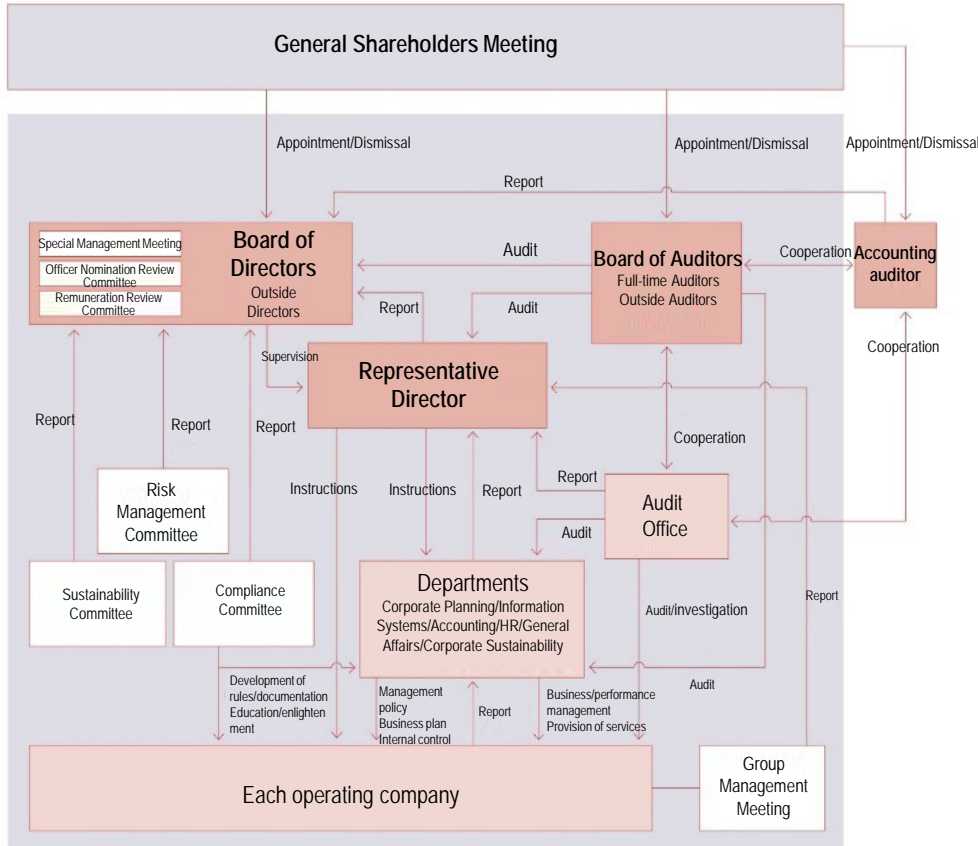 General Shareholders Meeting
Appointment/Dismissal
Appointment/Dismissal
Appointment/Dismissal
Report
Special Management Meeting
Officer Nomination Review
Committee
Remuneration Review
Committee
Board of
Directors
Outside
Directors
Audit
Board of Auditors
Full-time Auditors
Outside Auditors
Cooperation
Accounting
auditor
Report
Audit
Cooperation
Supervision
Representative
Director
Report
Report
Report
Cooperation
Risk
Management
Committee
Instructions
Instructions
Report
Report
Audit
Office
Audit
Sustainability
Committee
Compliance
Committee
Departments
Corporate Planning/Information
Systems/Accounting/HR/General
Affairs/Corporate Sustainability
Audit/investigation
Report
Development of
rules/documentation
Education/enlighten
ment
Management
policy
Business plan
Internal control
Report
Business/performance
management
Provision of services
Audit
Each operating company
Group
Management
Meeting